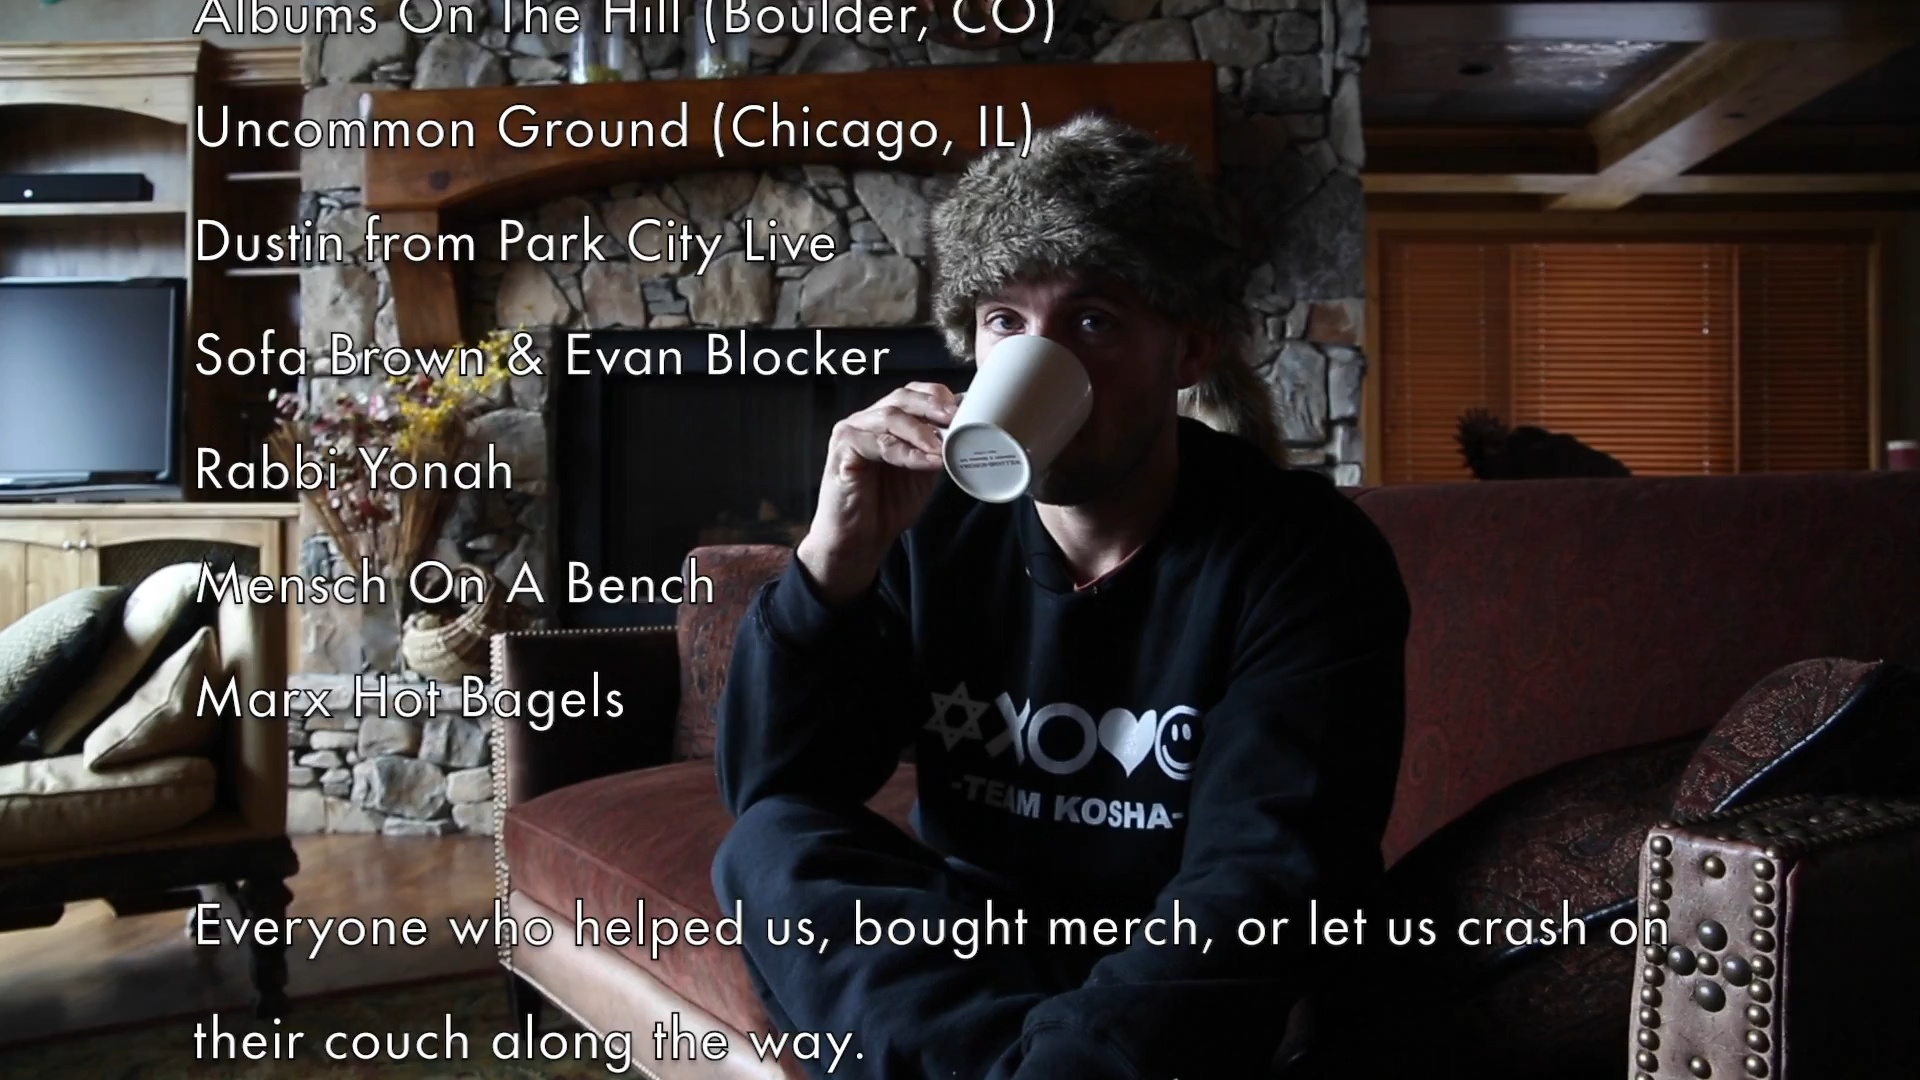 Albums On The Hill (Boulder, CO)
Uncommon Ground (Chicago, IL)
Dustin from Park City Live
Sofa Brown & Evan Blocker
Rabbi Yonah
Mensch On A Bench
Marx Hot Bagels
XO
-TEAM KOSHA-
Everyone who helped us, bought merch, or let us crash on
their couch along the way.